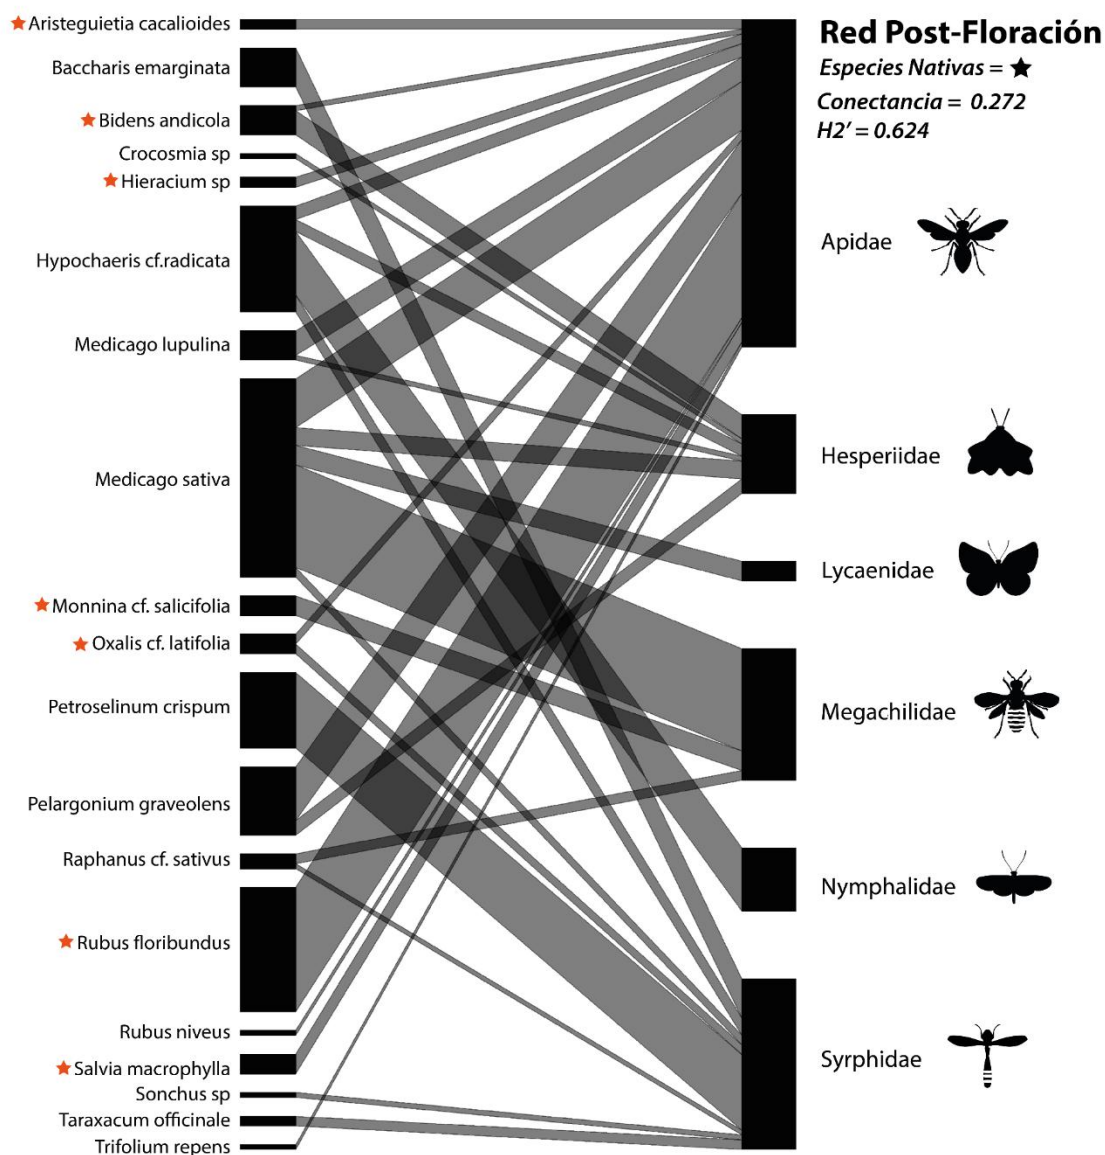 Aristeguietia cacalioides
Baccharis emarginata
Bidens andicola
Crocosmia sp
Hieracium sp
Hypochaeris cf.radicata
Medicago lupulina
Medicago sativa
Monnina cf. salicifolia
Oxalis cf. latifolia
Petroselinum crispum
Pelargonium graveolens
Raphanus cf. sativus
Rubus floribundus
Rubus niveus
Salvia macrophylla
Sonchus sp
Taraxacum officinale
Trifolium repens
Red Post-Floración
Especies Nativas = ★
Conectancia = 0.272
H2' = 0.624
Apidae
Hesperiidae
Lycaenidae
Megachilidae
Nymphalidae
Syrphidae